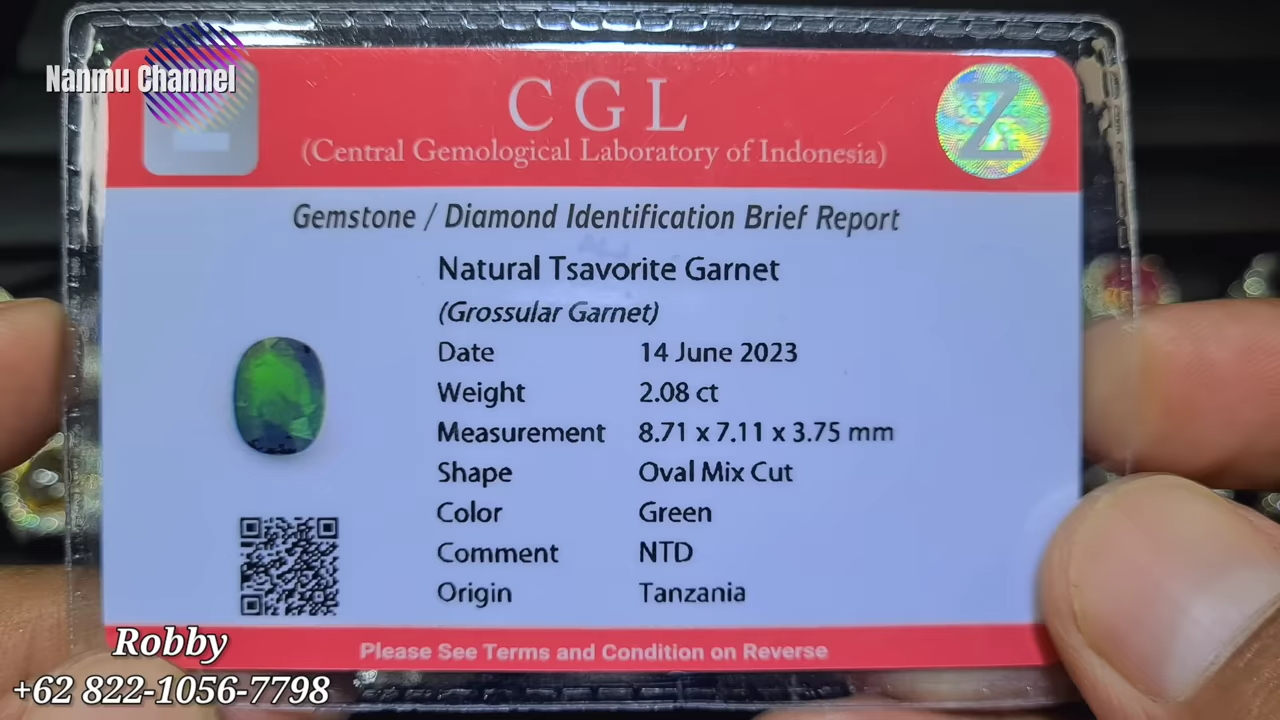 Nanmu Channel
CGL
(Central Gemological Laboratory of Indonesia)
Z
Gemstone / Diamond Identification Brief Report
Natural Tsavorite Garnet
(Grossular Garnet)
Date 14 June 2023
Weight 2.08 ct
Measurement 8.71 x 7.11 x 3.75 mm
Shape Oval Mix Cut
Color Green
Comment NTD
Origin Tanzania
Please See Terms and Condition on Reverse
Robby
+62 822-1056-7798